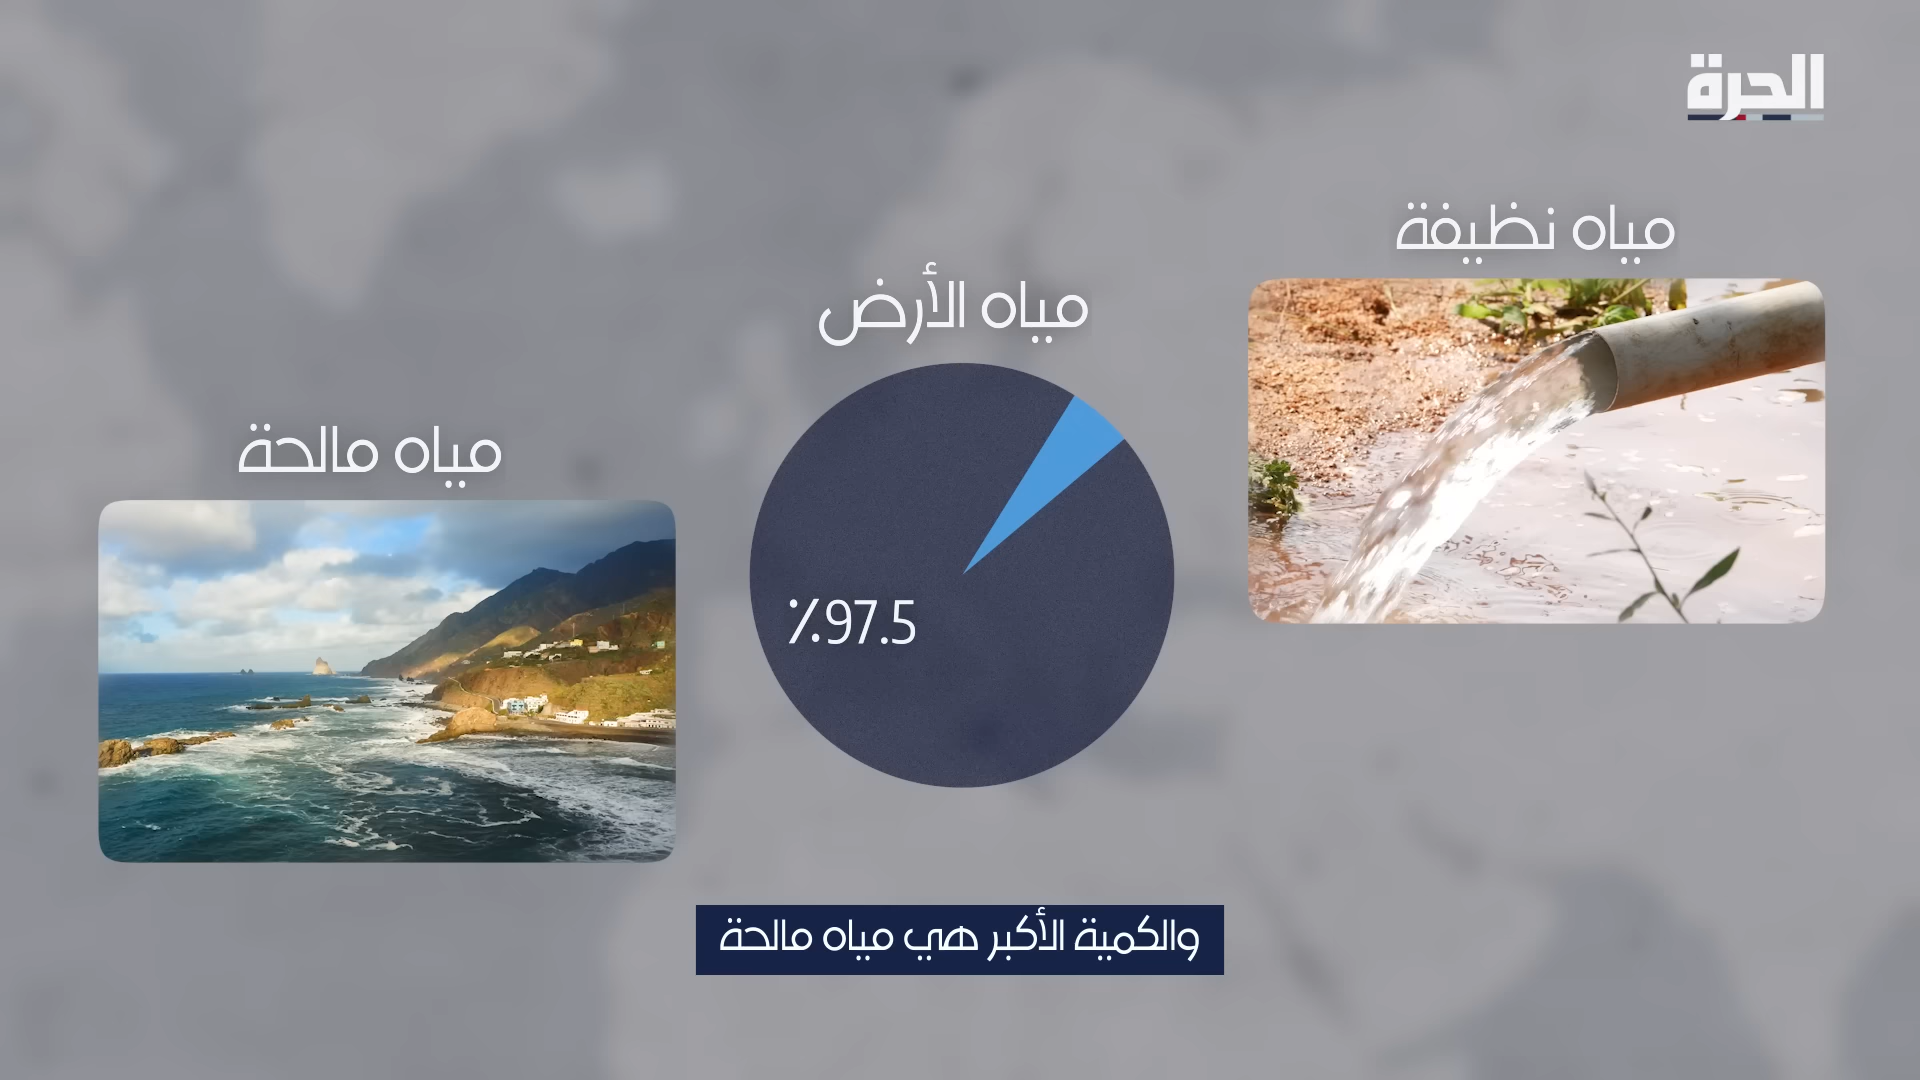 الحرة
مياه نظيفة
مياه الأرض
مياه مالحة
٪97.5
والكمية الأكبر هي مياه مالحة